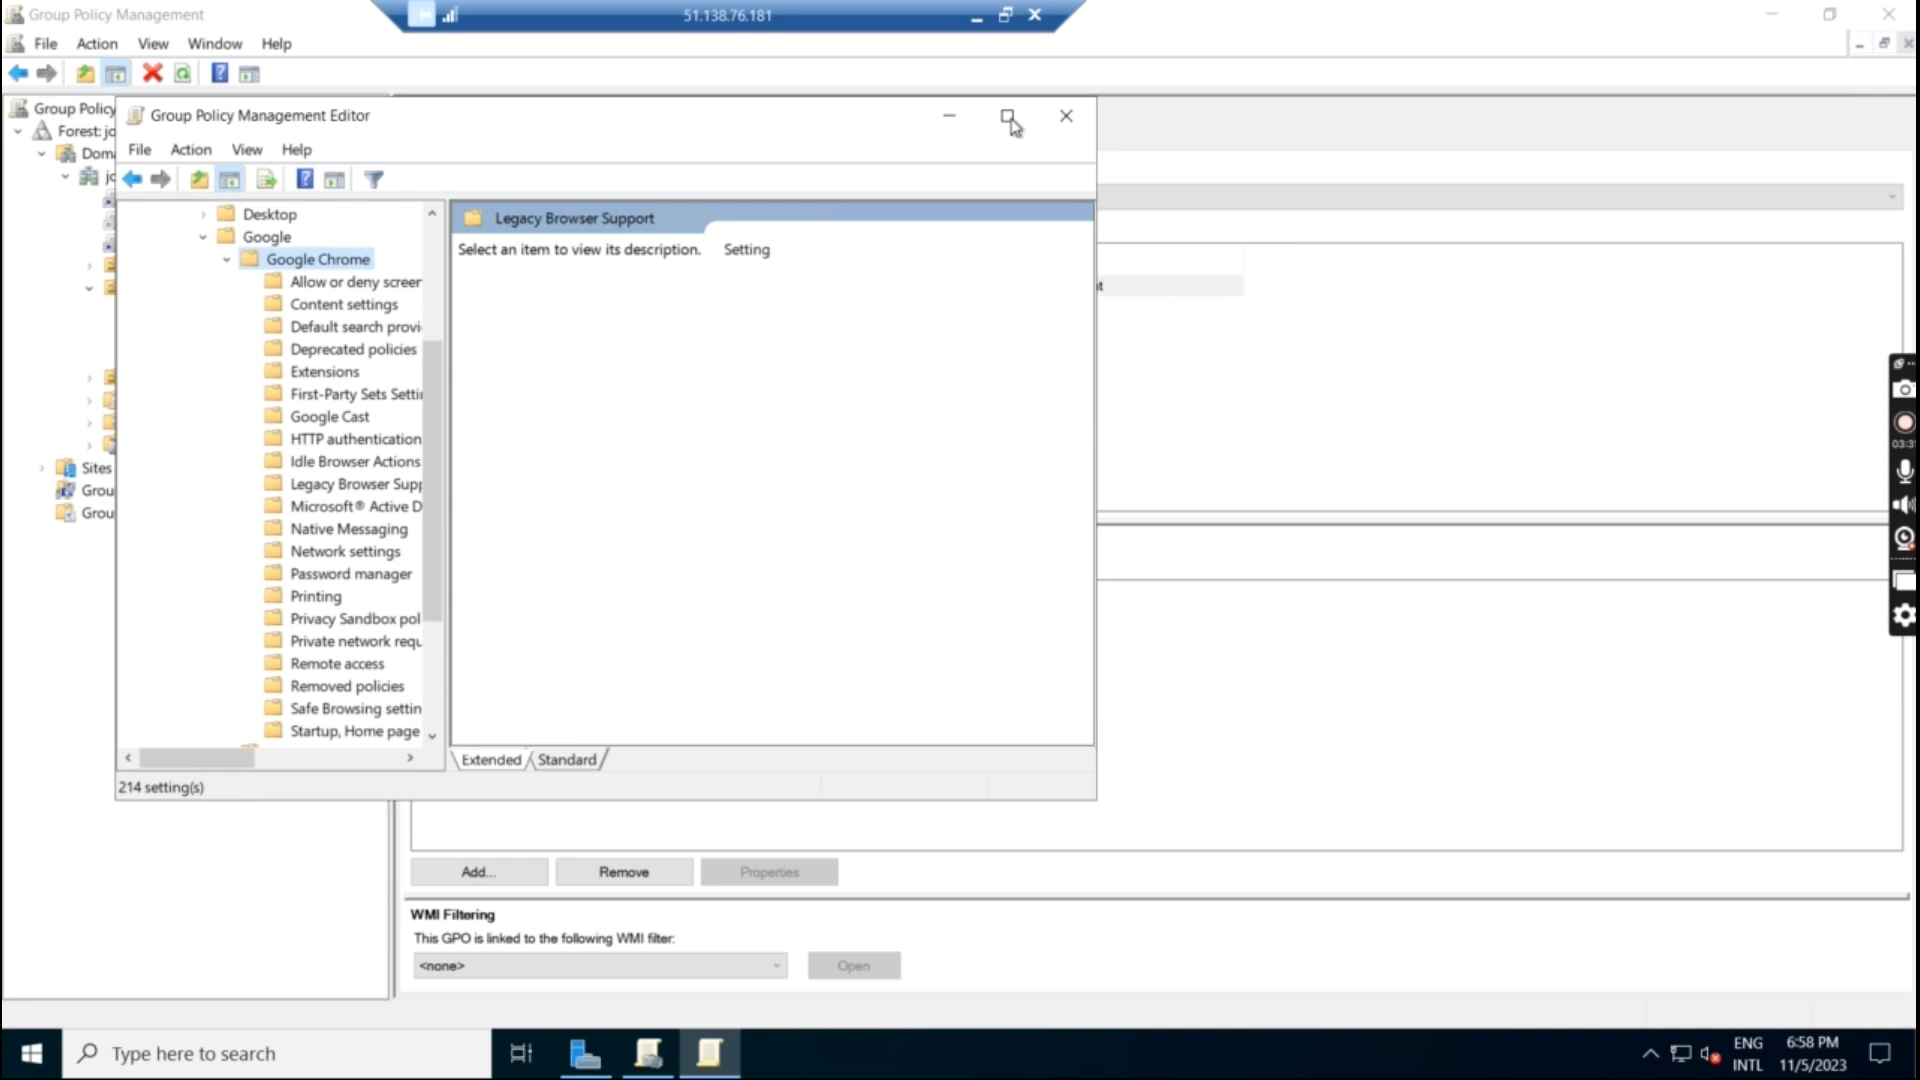 Group Policy Management
51.138.76.181
File Action View Window Help
Group Policy
Forest: jo
Doma
jo
Sites
Grou
Grou
Group Policy Management Editor
File Action View Help
Desktop
Google
Google Chrome
Allow or deny screen
Content settings
Default search provi
Deprecated policies
Extensions
First-Party Sets Settin
Google Cast
HTTP authentication
Idle Browser Actions
Legacy Browser Supp
Microsoft® Active D
Native Messaging
Network settings
Password manager
Printing
Privacy Sandbox pol
Private network requ
Remote access
Removed policies
Safe Browsing settin
Startup, Home page
Legacy Browser Support
Select an item to view its description. Setting
Extended Standard
214 setting(s)
Add... Remove Properties
WMI Filtering
This GPO is linked to the following WMI filter:
<none> Open
Type here to search
ENG
INTL
6:58 PM
11/5/2023